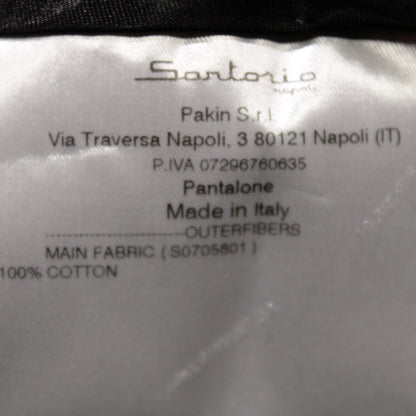 Sartorio
napoli
Pakin S.r.l.
Via Traversa Napoli, 3 80121 Napoli (IT)
P.IVA 07296760635
Pantalone
Made in Italy
-----------------------OUTERFIBERS
MAIN FABRIC ( S0705801 )
100% COTTON